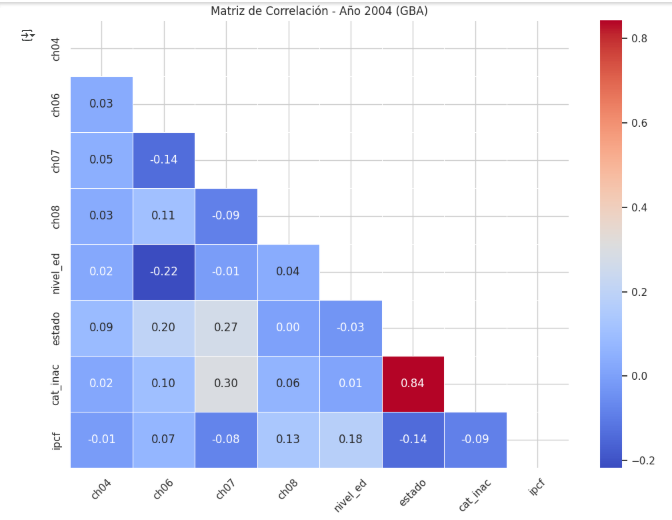 Matriz de Correlación - Año 2004 (GBA)
ch04
ch06 0.03
ch07 0.05 -0.14
ch08 0.03 0.11 -0.09
nivel_ed 0.02 -0.22 -0.01 0.04
estado 0.09 0.20 0.27 0.00 -0.03
cat_inac 0.02 0.10 0.30 0.06 0.01 0.84
ipcf -0.01 0.07 -0.08 0.13 0.18 -0.14 -0.09
ch04 ch06 ch07 ch08 nivel_ed estado cat_inac ipcf
0.8
0.6
0.4
0.2
0.0
−0.2